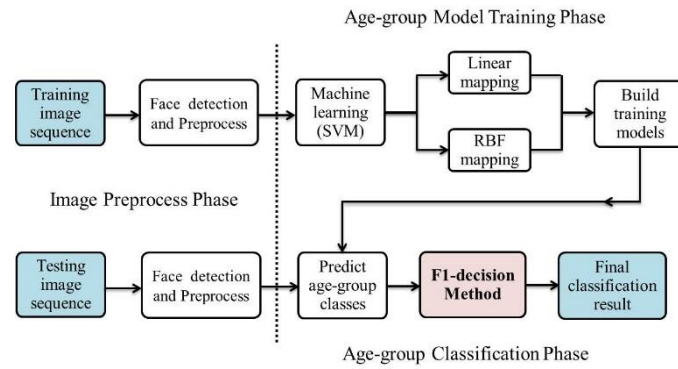 Age-group Model Training Phase
Training
image
sequence
Face detection
and Preprocess
Machine
learning
(SVM)
Linear
mapping
RBF
mapping
Build
training
models
Image Preprocess Phase
Testing
image
sequence
Face detection
and Preprocess
Predict
age-group
classes
F1-decision
Method
Final
classification
result
Age-group Classification Phase